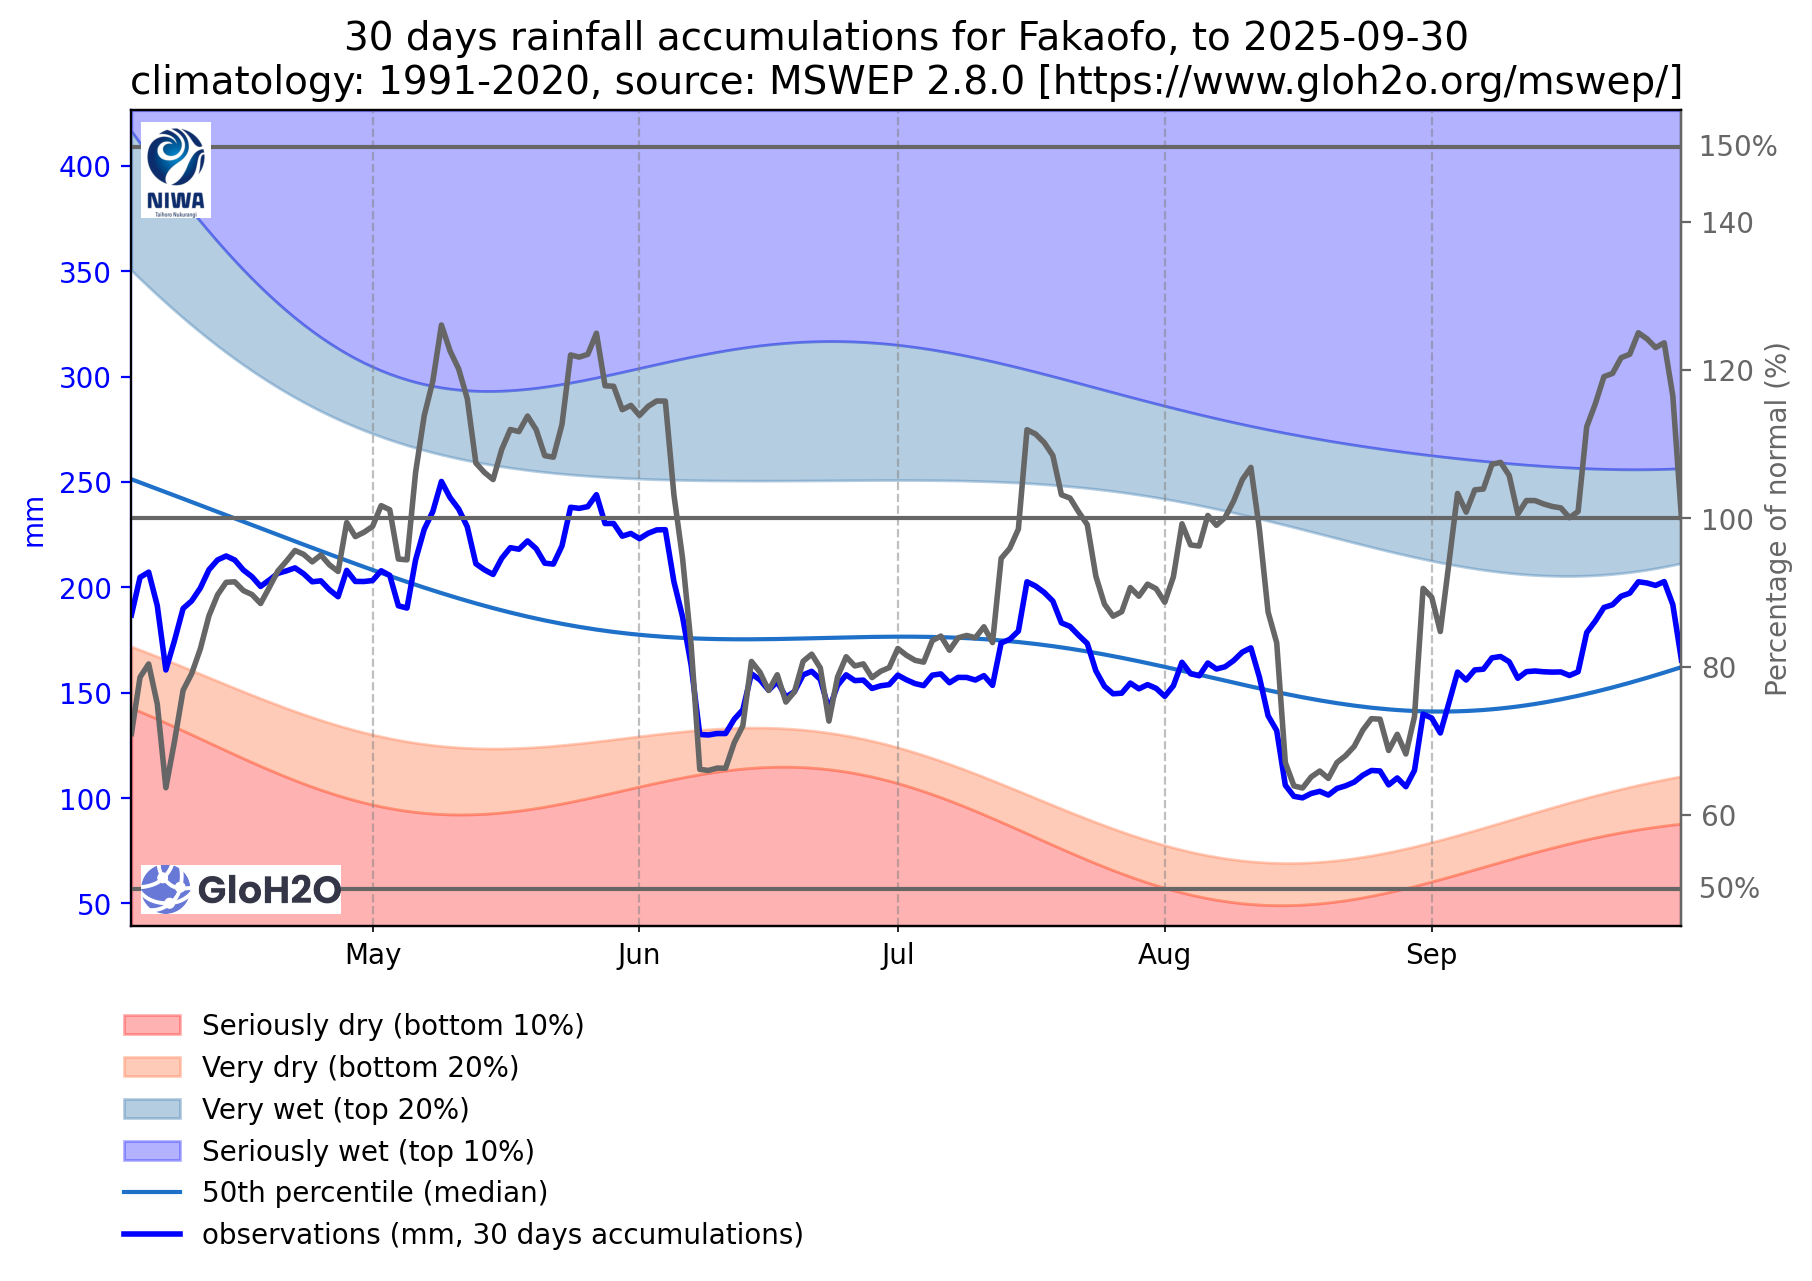 30 days rainfall accumulations for Fakaofo, to 2025-09-30
climatology: 1991-2020, source: MSWEP 2.8.0 [https://www.gloh2o.org/mswep/]
NIWA
Taihoro Nukurangi
400
350
300
250
200
150
100
50
mm
150%
140
120
100
80
60
50%
Percentage of normal (%)
GloH2O
May
Jun
Jul
Aug
Sep
Seriously dry (bottom 10%)
Very dry (bottom 20%)
Very wet (top 20%)
Seriously wet (top 10%)
50th percentile (median)
observations (mm, 30 days accumulations)